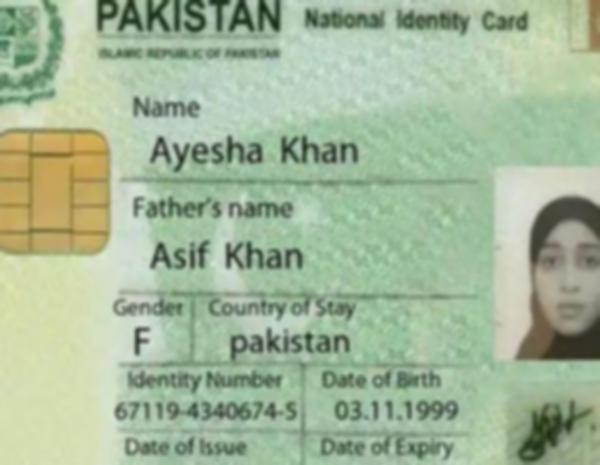 PAKISTAN National Identity Card
ISLAMIC REPUBLIC OF PAKISTAN
Name
Ayesha Khan
Father's name
Asif Khan
Gender Country of Stay
F pakistan
Identity Number Date of Birth
67119-4340674-5 03.11.1999
Date of Issue Date of Expiry